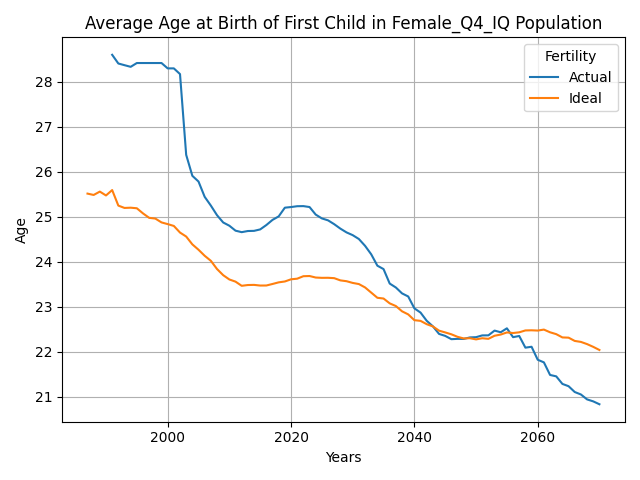 Average Age at Birth of First Child in Female_Q4_IQ Population
Fertility
Actual
Ideal
28
27
26
25
24
23
22
21
Age
2000
2020
2040
2060
Years